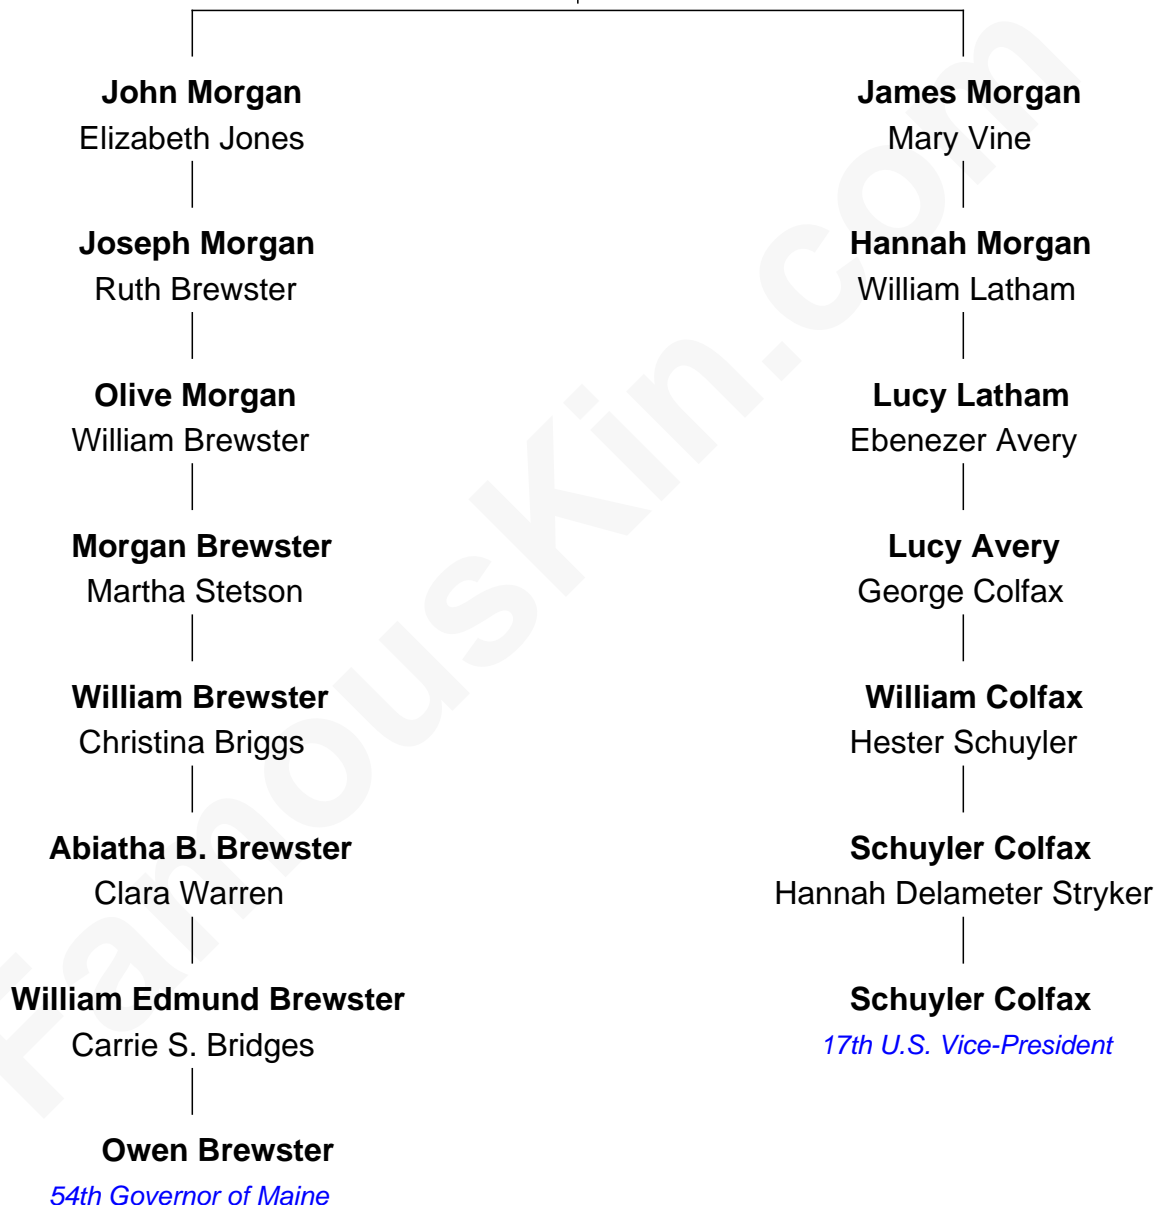 John Morgan
Elizabeth Jones
Joseph Morgan
Ruth Brewster
Olive Morgan
William Brewster
Morgan Brewster
Martha Stetson
William Brewster
Christina Briggs
Abiatha B. Brewster
Clara Warren
William Edmund Brewster
Carrie S. Bridges
Owen Brewster
54th Governor of Maine
James Morgan
Mary Vine
Hannah Morgan
William Latham
Lucy Latham
Ebenezer Avery
Lucy Avery
George Colfax
William Colfax
Hester Schuyler
Schuyler Colfax
Hannah Delameter Stryker
Schuyler Colfax
17th U.S. Vice-President
FamousKin.com